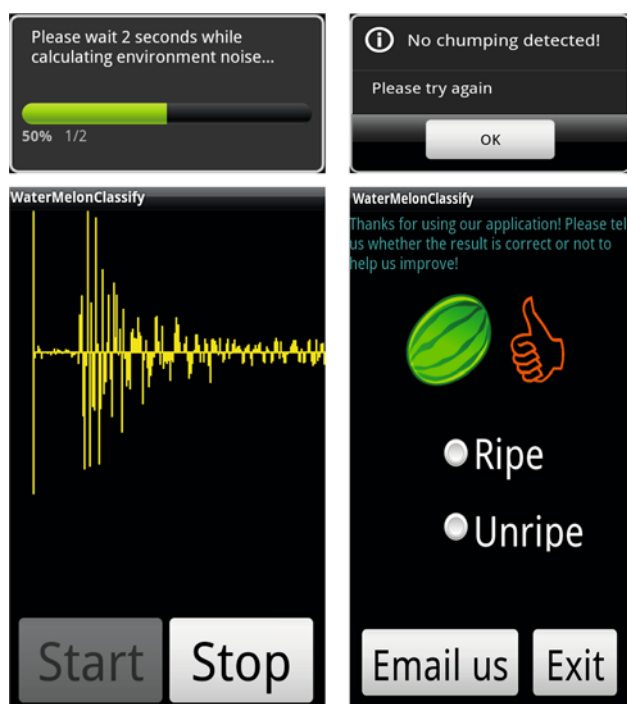 Please wait 2 seconds while
calculating environment noise...
50% 1/2
No chumping detected!
Please try again
OK
WaterMelonClassify
Start
Stop
WaterMelonClassify
Thanks for using our application! Please tel
us whether the result is correct or not to
help us improve!
Ripe
Unripe
Email us
Exit